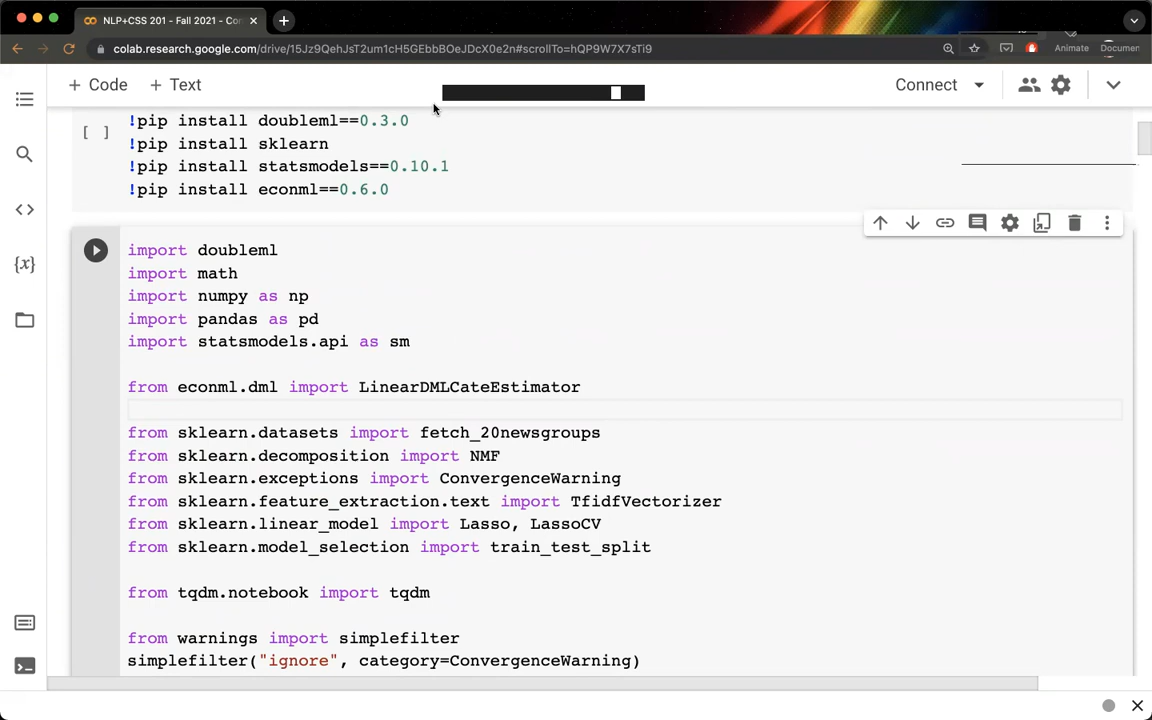 NLP+CSS 201 - Fall 2021 - Cor
colab.research.google.com/drive/15Jz9QehJsT2um1cH5GEbbBOeJDcX0e2n#scrollTo=hQP9W7X7sTi9
Animate Documen
+ Code + Text Connect
[ ] !pip install doubleml==0.3.0
!pip install sklearn
!pip install statsmodels==0.10.1
!pip install econml==0.6.0
import doubleml
import math
import numpy as np
import pandas as pd
import statsmodels.api as sm
from econml.dml import LinearDMLCateEstimator
from sklearn.datasets import fetch_20newsgroups
from sklearn.decomposition import NMF
from sklearn.exceptions import ConvergenceWarning
from sklearn.feature_extraction.text import TfidfVectorizer
from sklearn.linear_model import Lasso, LassoCV
from sklearn.model_selection import train_test_split
from tqdm.notebook import tqdm
from warnings import simplefilter
simplefilter("ignore", category=ConvergenceWarning)